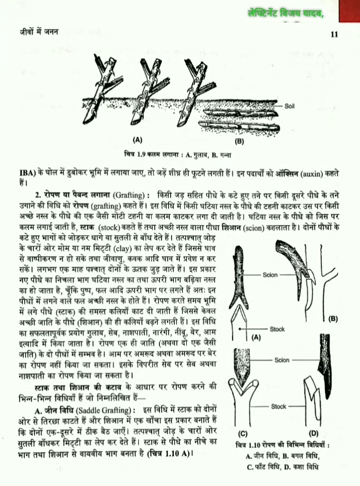 लेफ्टिनेंट विजय यादव,
जीवों में जनन
11
Soil
(A)
(B)
चित्र 1.9 कलम लगाना : A. गुलाब, B. गन्ना
IBA) के घोल में डुबोकर भूमि में लगाया जाए, तो जड़ें शीघ्र ही फूटने लगती हैं। इन पदार्थों को ऑक्सिन (auxin) कहते
हैं।
2. रोपण या पैबन्द लगाना (Grafting) : किसी जड़ सहित पौधे के कटे हुए तने पर किसी दूसरे पौधे के तने
उगाने की विधि को रोपण (grafting) कहते हैं। इस विधि में किसी घटिया नस्ल के पौधे की टहनी काटकर उस पर किसी
अच्छे नस्ल के पौधे की एक जैसी मोटी टहनी या कलम काटकर लगा दी जाती है। घटिया नस्ल के पौधे को जिस पर
कलम लगाई जाती है, स्टाक (stock) कहते हैं तथा अच्छी नस्ल वाला पौधा शिआन (scion) कहलाता है। दोनों पौधों के
कटे हुए भागों को जोड़कर धागे या सुतली से बाँध देते हैं। तत्पश्चात् जोड़
के चारों ओर मोम या नम मिट्टी (clay) का लेप कर देते हैं जिससे घाव
से वाष्पीकरण न हो सके तथा जीवाणु, कवक आदि घाव में प्रवेश न कर
सकें। लगभग एक माह पश्चात् दोनों के ऊतक जुड़ जाते हैं। इस प्रकार
नए पौधे का निचला भाग घटिया नस्ल का तथा ऊपरी भाग बढ़िया नस्ल
का हो जाता है, चूँकि पुष्प, फल आदि ऊपरी भाग पर लगते हैं अतः इन
पौधों में लगने वाले फल अच्छी नस्ल के होते हैं। रोपण करते समय भूमि
में लगे पौधे (स्टाक) की समस्त कलियाँ काट दी जाती हैं जिससे केवल
अच्छी जाति के पौधे (शिआन) की ही कलियाँ बढ़ने लगती हैं। इस विधि
का सफलतापूर्वक प्रयोग गुलाब, सेब, नाशपाती, नारंगी, नींबू, बेर, आम
इत्यादि में किया जाता है। रोपण एक ही जाति (अथवा दो एक जैसी
जाति) के दो पौधों में सम्भव है। आम पर अमरूद अथवा अमरूद पर बेर
का रोपण नहीं किया जा सकता। इसके विपरीत सेब पर सेब अथवा
नाशपाती का रोपण किया जा सकता है।
स्टाक तथा शिआन की कटाव के आधार पर रोपण करने की
भिन्न-भिन्न विधियाँ हैं जो निम्नलिखित हैं—
A. जीन विधि (Saddle Grafting) : इस विधि में स्टाक को दोनों
ओर से तिरछा काटते हैं और शिआन में एक खाँचा इस प्रकार बनाते हैं
कि दोनों एक-दूसरे में ठीक बैठ जाएँ। तत्पश्चात् जोड़ के चारों ओर
सुतली बाँधकर मिट्टी का लेप कर देते हैं। स्टाक से पौधे का नीचे का
भाग तथा शिआन से वायवीय भाग बनता है (चित्र 1.10 A)।
Scion
Stock
(A)
(B)
Scion
Stock
(C)
(D)
चित्र 1.10 रोपण की विभिन्न विधियाँ :
A. जीन विधि, B. बगल विधि,
C. फाँट विधि, D. कशा विधि